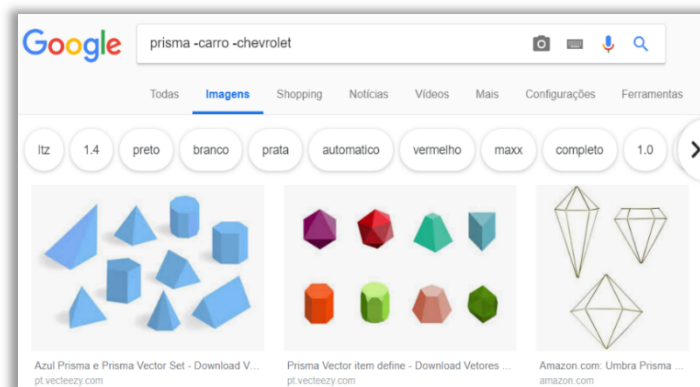 Google
prisma -carro -chevrolet
Todas Imagens Shopping Notícias Vídeos Mais Configurações Ferramentas
ltz 1.4 preto branco prata automatico vermelho maxx completo 1.0
Azul Prisma e Prisma Vector Set - Download V... Prisma Vector item define - Download Vetores ... Amazon.com: Umbra Prisma ...
pt.vecteezy.com pt.vecteezy.com amazon.com